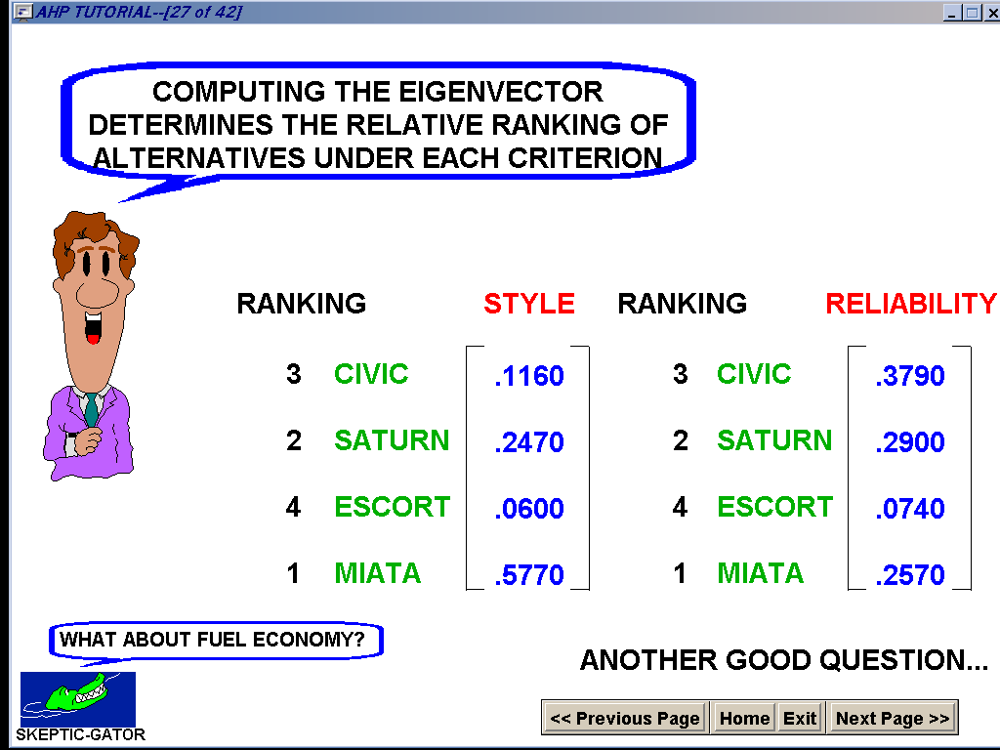 AHP TUTORIAL--[27 of 42]
COMPUTING THE EIGENVECTOR
DETERMINES THE RELATIVE RANKING OF
ALTERNATIVES UNDER EACH CRITERION
RANKING STYLE RANKING RELIABILITY
3 CIVIC .1160 3 CIVIC .3790
2 SATURN .2470 2 SATURN .2900
4 ESCORT .0600 4 ESCORT .0740
1 MIATA .5770 1 MIATA .2570
WHAT ABOUT FUEL ECONOMY?
ANOTHER GOOD QUESTION...
SKEPTIC-GATOR
<< Previous Page Home Exit Next Page >>